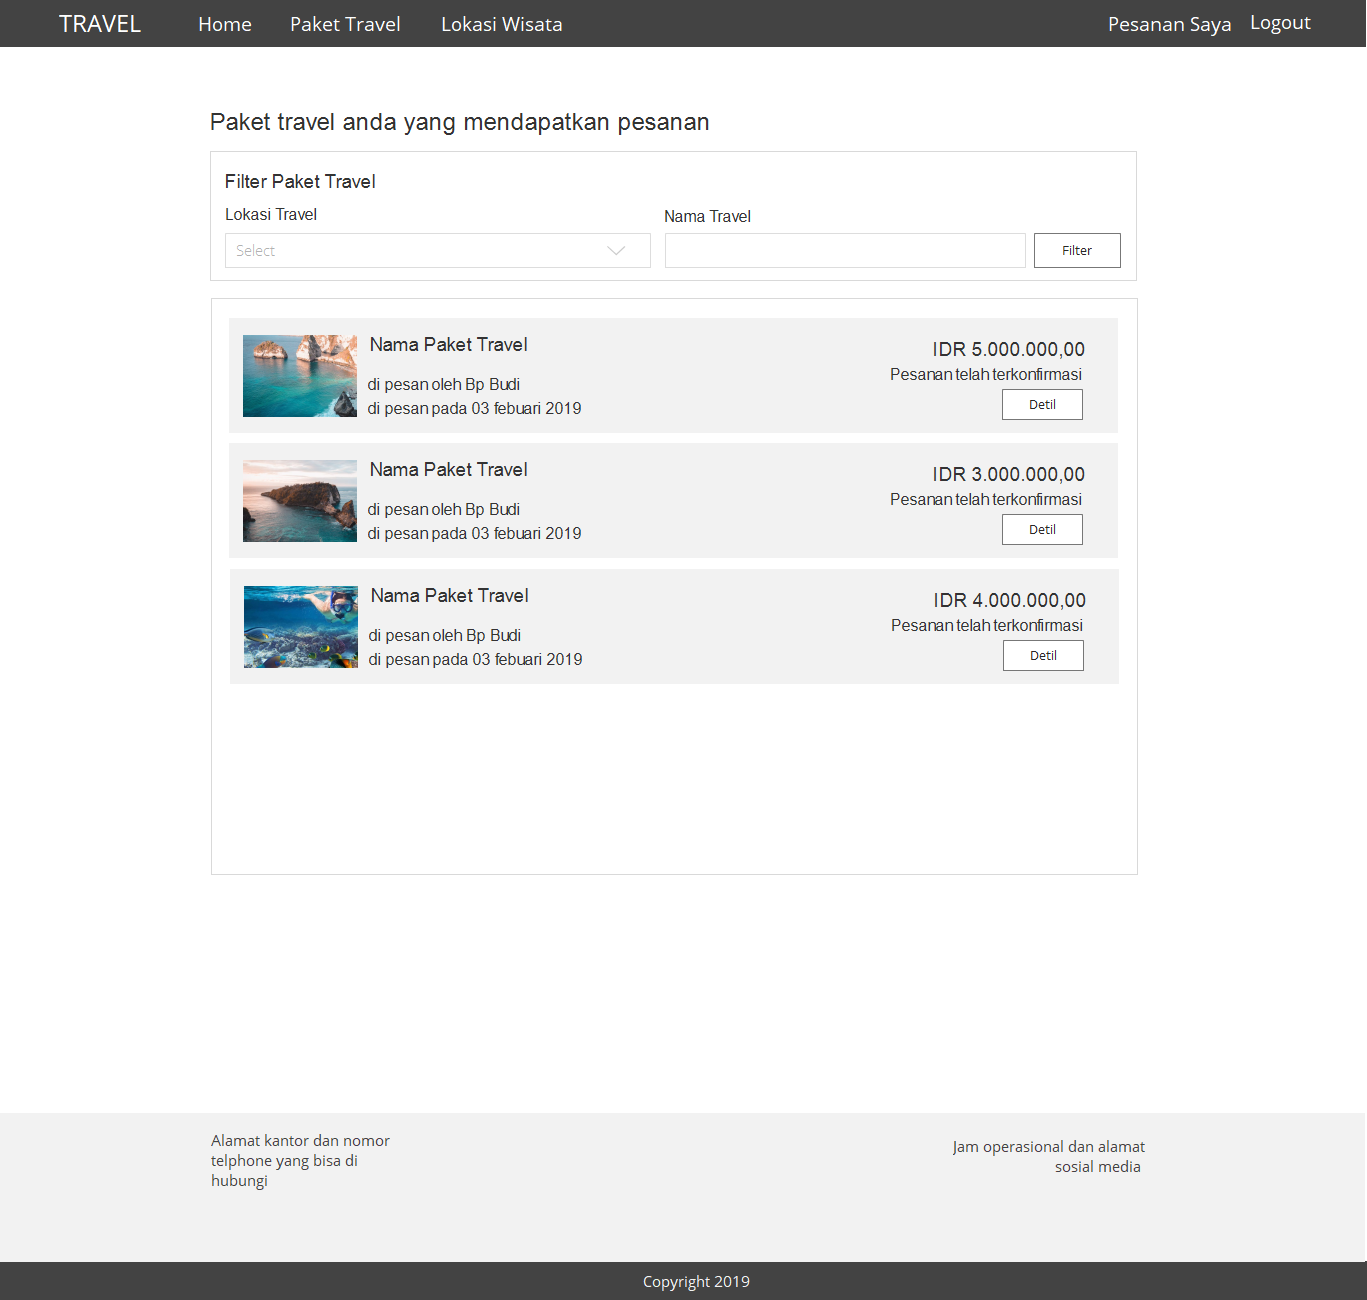 TRAVEL Home Paket Travel Lokasi Wisata Pesanan Saya Logout
Paket travel anda yang mendapatkan pesanan
Filter Paket Travel
Lokasi Travel Nama Travel
Select Filter
Nama Paket Travel IDR 5.000.000,00
Pesanan telah terkonfirmasi
di pesan oleh Bp Budi
di pesan pada 03 febuari 2019 Detil
Nama Paket Travel IDR 3.000.000,00
Pesanan telah terkonfirmasi
di pesan oleh Bp Budi
di pesan pada 03 febuari 2019 Detil
Nama Paket Travel IDR 4.000.000,00
Pesanan telah terkonfirmasi
di pesan oleh Bp Budi
di pesan pada 03 febuari 2019 Detil
Alamat kantor dan nomor
telphone yang bisa di
hubungi
Jam operasional dan alamat
sosial media
Copyright 2019